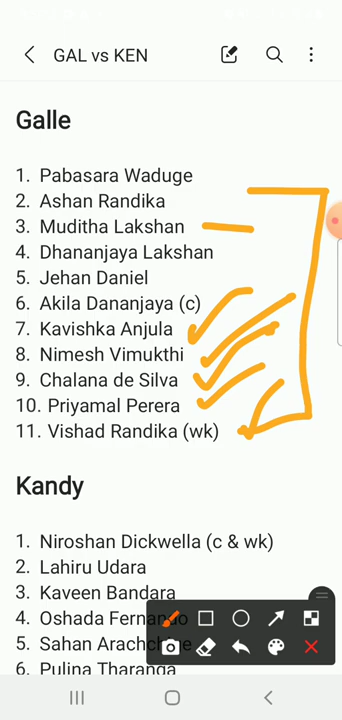 GAL vs KEN
Galle
1. Pabasara Waduge
2. Ashan Randika
3. Muditha Lakshan
4. Dhananjaya Lakshan
5. Jehan Daniel
6. Akila Dananjaya (c)
7. Kavishka Anjula
8. Nimesh Vimukthi
9. Chalana de Silva
10. Priyamal Perera
11. Vishad Randika (wk)
Kandy
1. Niroshan Dickwella (c & wk)
2. Lahiru Udara
3. Kaveen Bandara
4. Oshada Fernando
5. Sahan
6. Pulina Tharanga